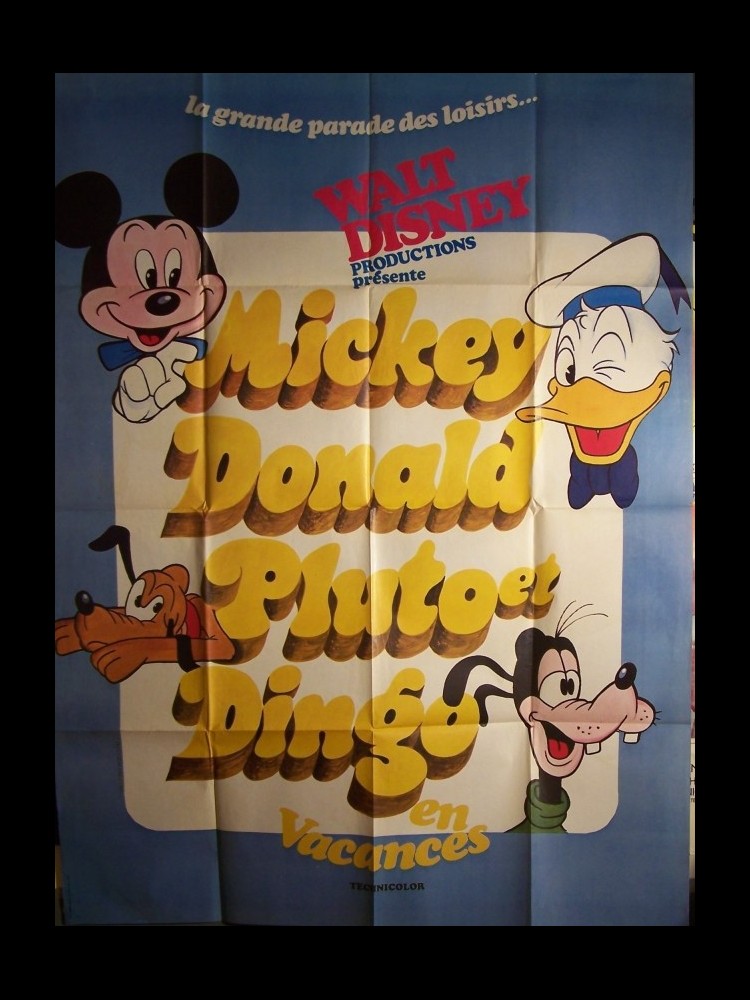 la grande parade des loisirs...
WALT
DISNEY
PRODUCTIONS
présente
Mickey
Donald
Pluto et
Dingo
en
Vacances
TECHNICOLOR